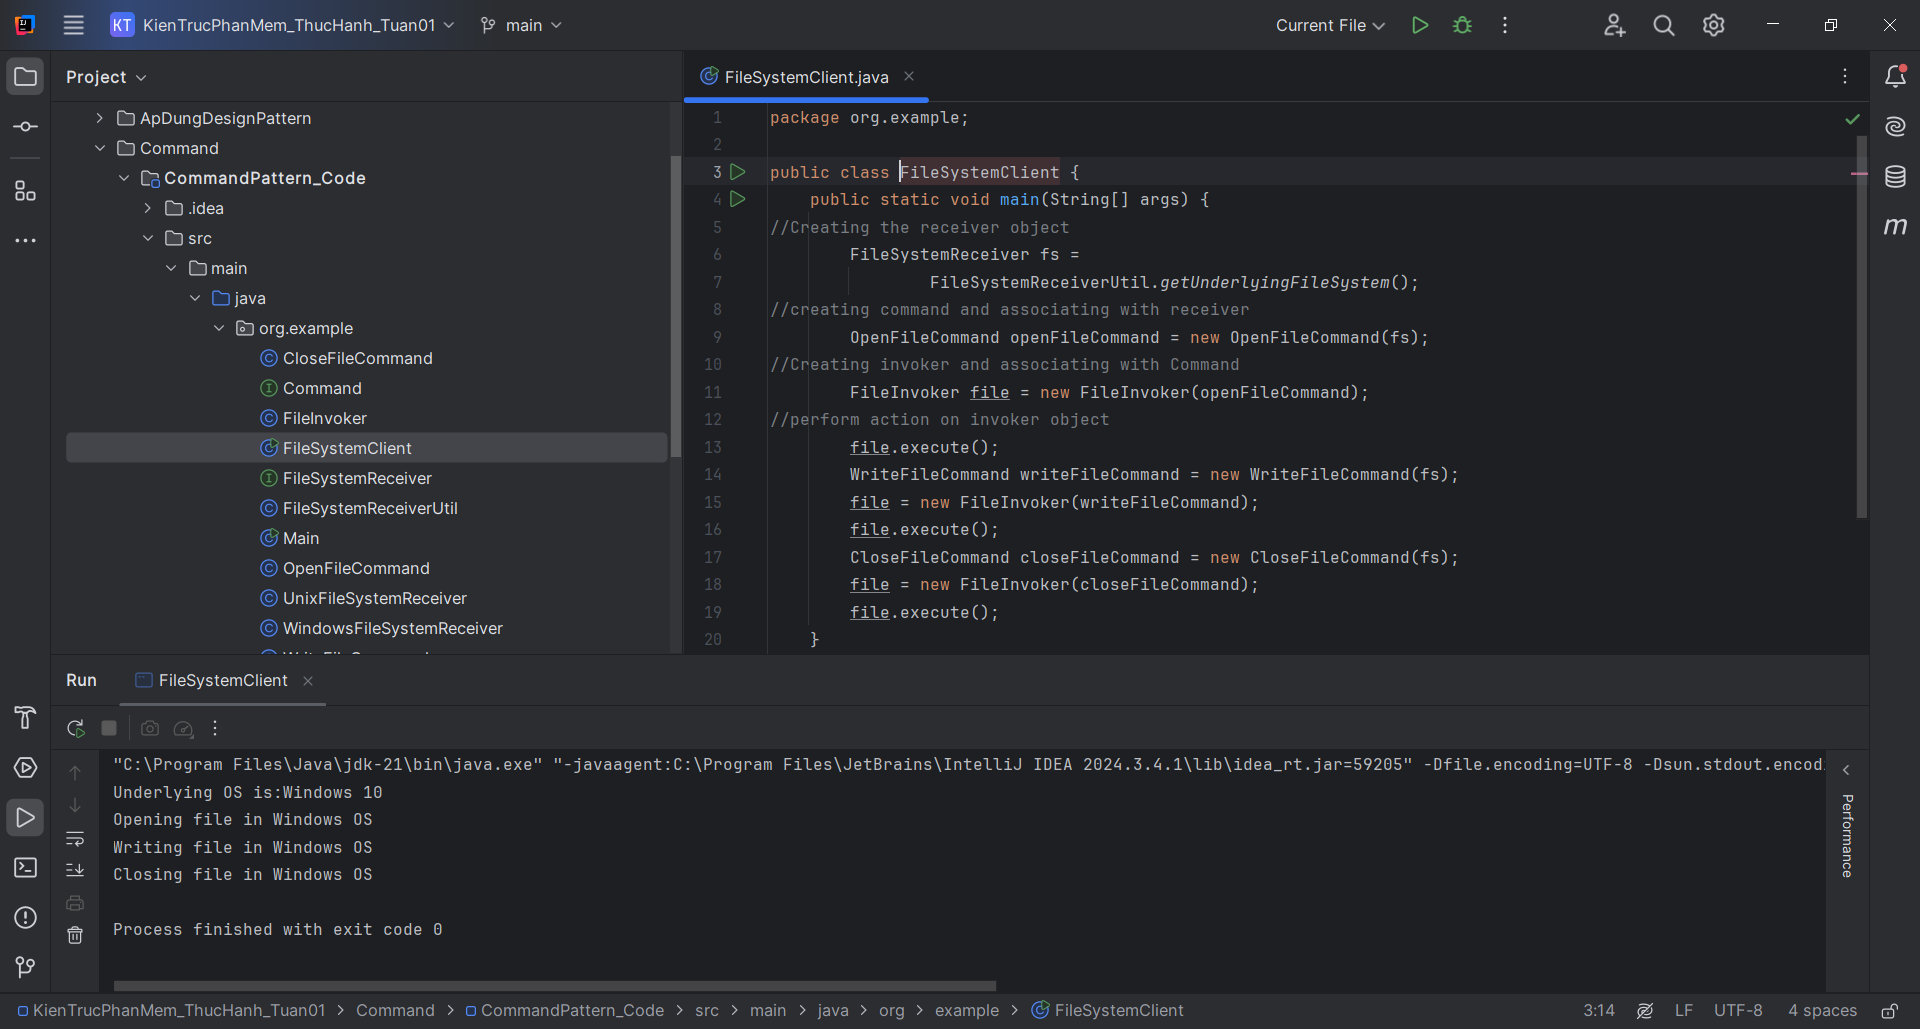 KT KienTrucPhanMem_ThucHanh_Tuan01 main Current File
Project
ApDungDesignPattern
Command
CommandPattern_Code
.idea
src
main
java
org.example
CloseFileCommand
Command
FileInvoker
FileSystemClient
FileSystemReceiver
FileSystemReceiverUtil
Main
OpenFileCommand
UnixFileSystemReceiver
WindowsFileSystemReceiver
FileSystemClient.java
1 package org.example;
2
3 public class FileSystemClient {
4 public static void main(String[] args) {
5 //Creating the receiver object
6 FileSystemReceiver fs =
7 FileSystemReceiverUtil.getUnderlyingFileSystem();
8 //creating command and associating with receiver
9 OpenFileCommand openFileCommand = new OpenFileCommand(fs);
10 //Creating invoker and associating with Command
11 FileInvoker file = new FileInvoker(openFileCommand);
12 //perform action on invoker object
13 file.execute();
14 WriteFileCommand writeFileCommand = new WriteFileCommand(fs);
15 file = new FileInvoker(writeFileCommand);
16 file.execute();
17 CloseFileCommand closeFileCommand = new CloseFileCommand(fs);
18 file = new FileInvoker(closeFileCommand);
19 file.execute();
20 }
m
Run FileSystemClient
"C:\Program Files\Java\jdk-21\bin\java.exe" "-javaagent:C:\Program Files\JetBrains\IntelliJ IDEA 2024.3.4.1\lib\idea_rt.jar=59205" -Dfile.encoding=UTF-8 -Dsun.stdout.encodi
Underlying OS is:Windows 10
Opening file in Windows OS
Writing file in Windows OS
Closing file in Windows OS
Process finished with exit code 0
Performance
KienTrucPhanMem_ThucHanh_Tuan01 > Command > CommandPattern_Code > src > main > java > org > example > FileSystemClient 3:14 LF UTF-8 4 spaces